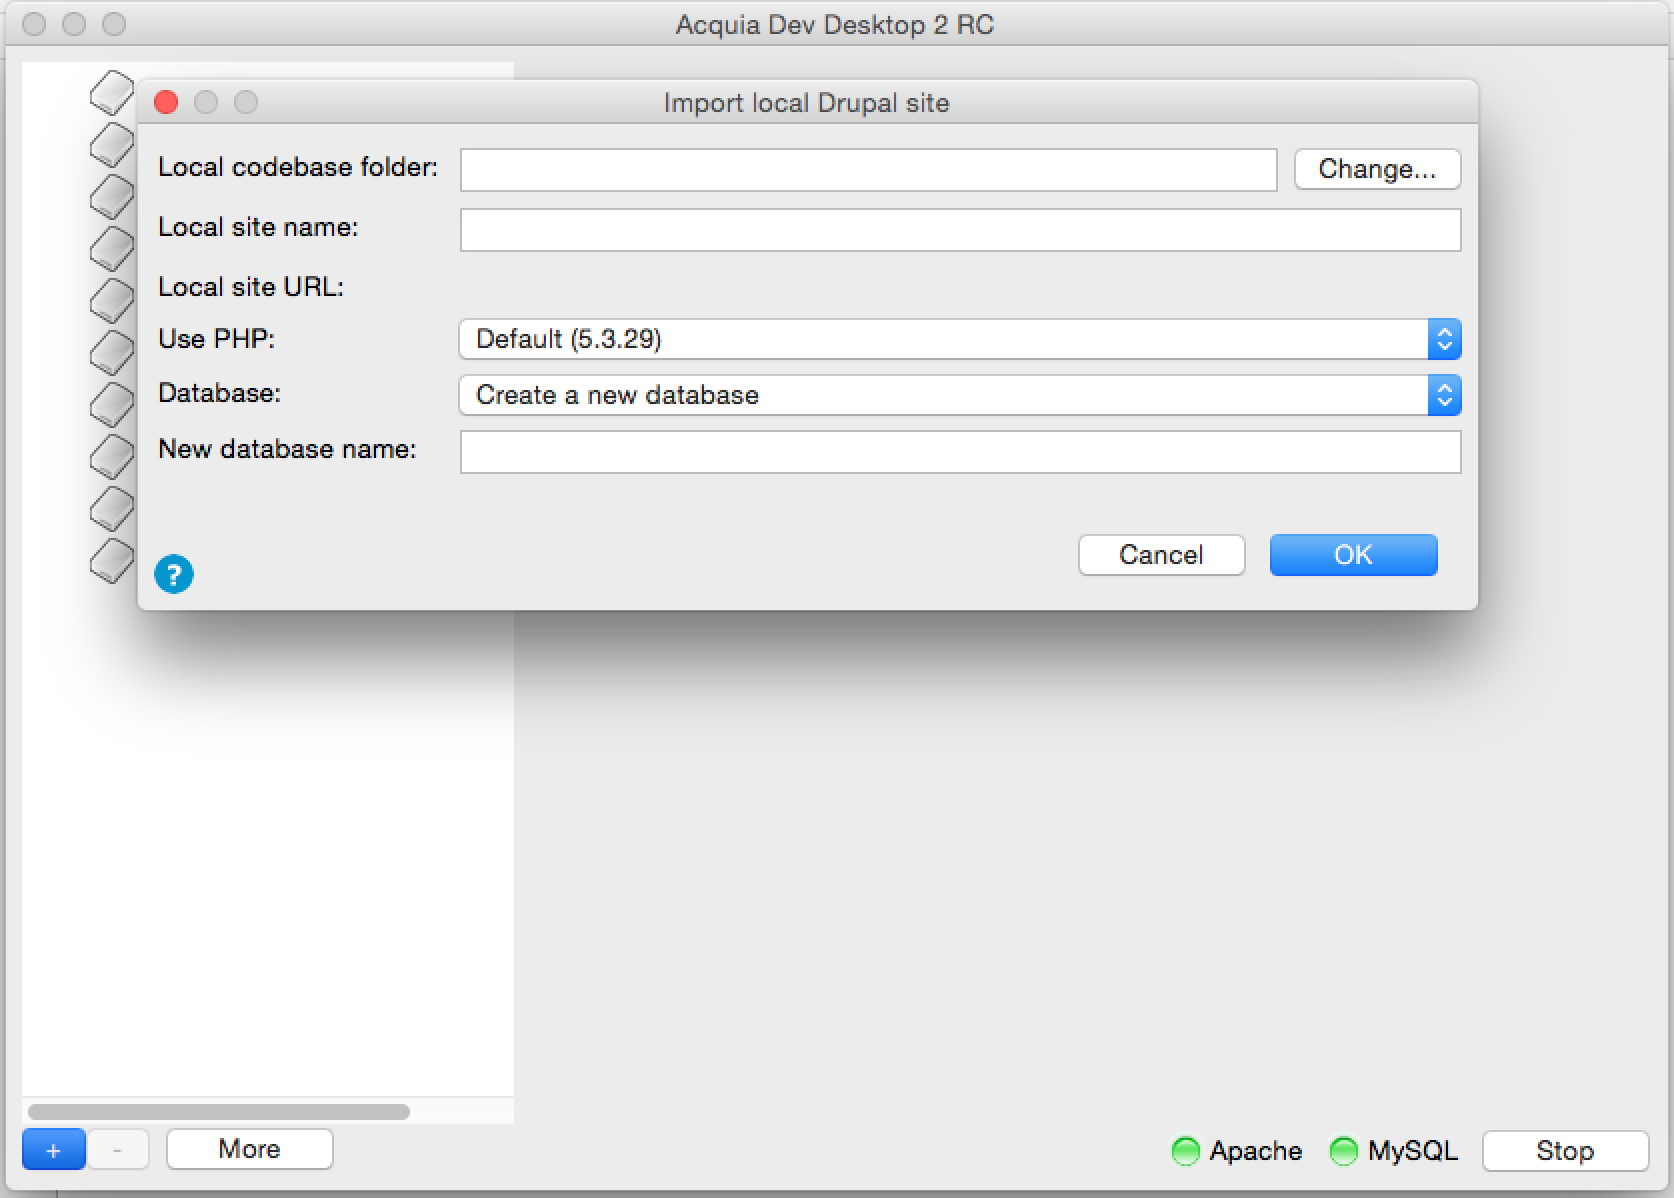 Acquia Dev Desktop 2 RC
Import local Drupal site
Local codebase folder:
Change...
Local site name:
Local site URL:
Use PHP:
Default (5.3.29)
Database:
Create a new database
New database name:
?
Cancel
OK
+
-
More
Apache
MySQL
Stop